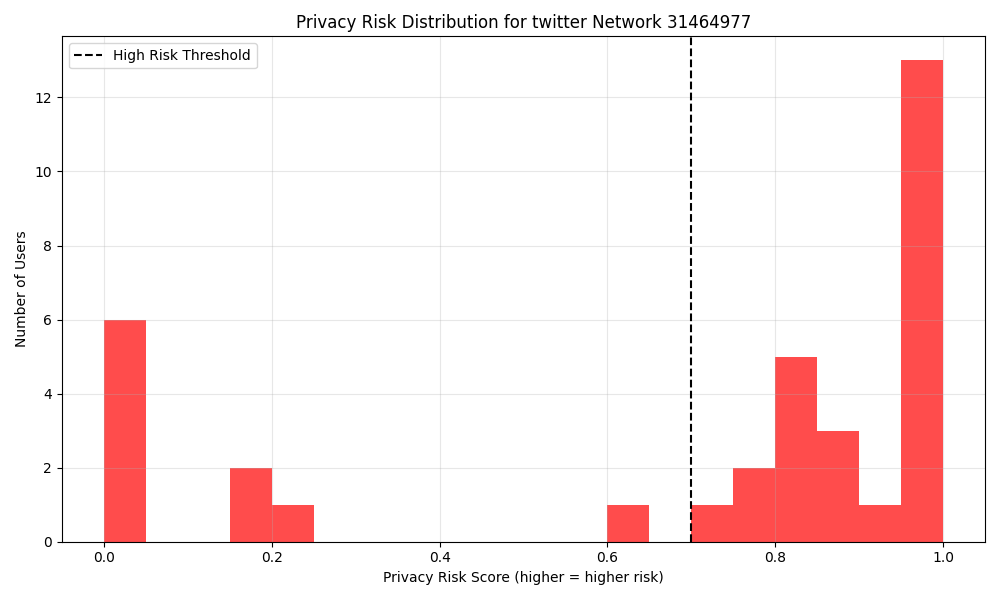 Privacy Risk Distribution for twitter Network 31464977
High Risk Threshold
Number of Users
12
10
8
6
4
2
0
0.0 0.2 0.4 0.6 0.8 1.0
Privacy Risk Score (higher = higher risk)